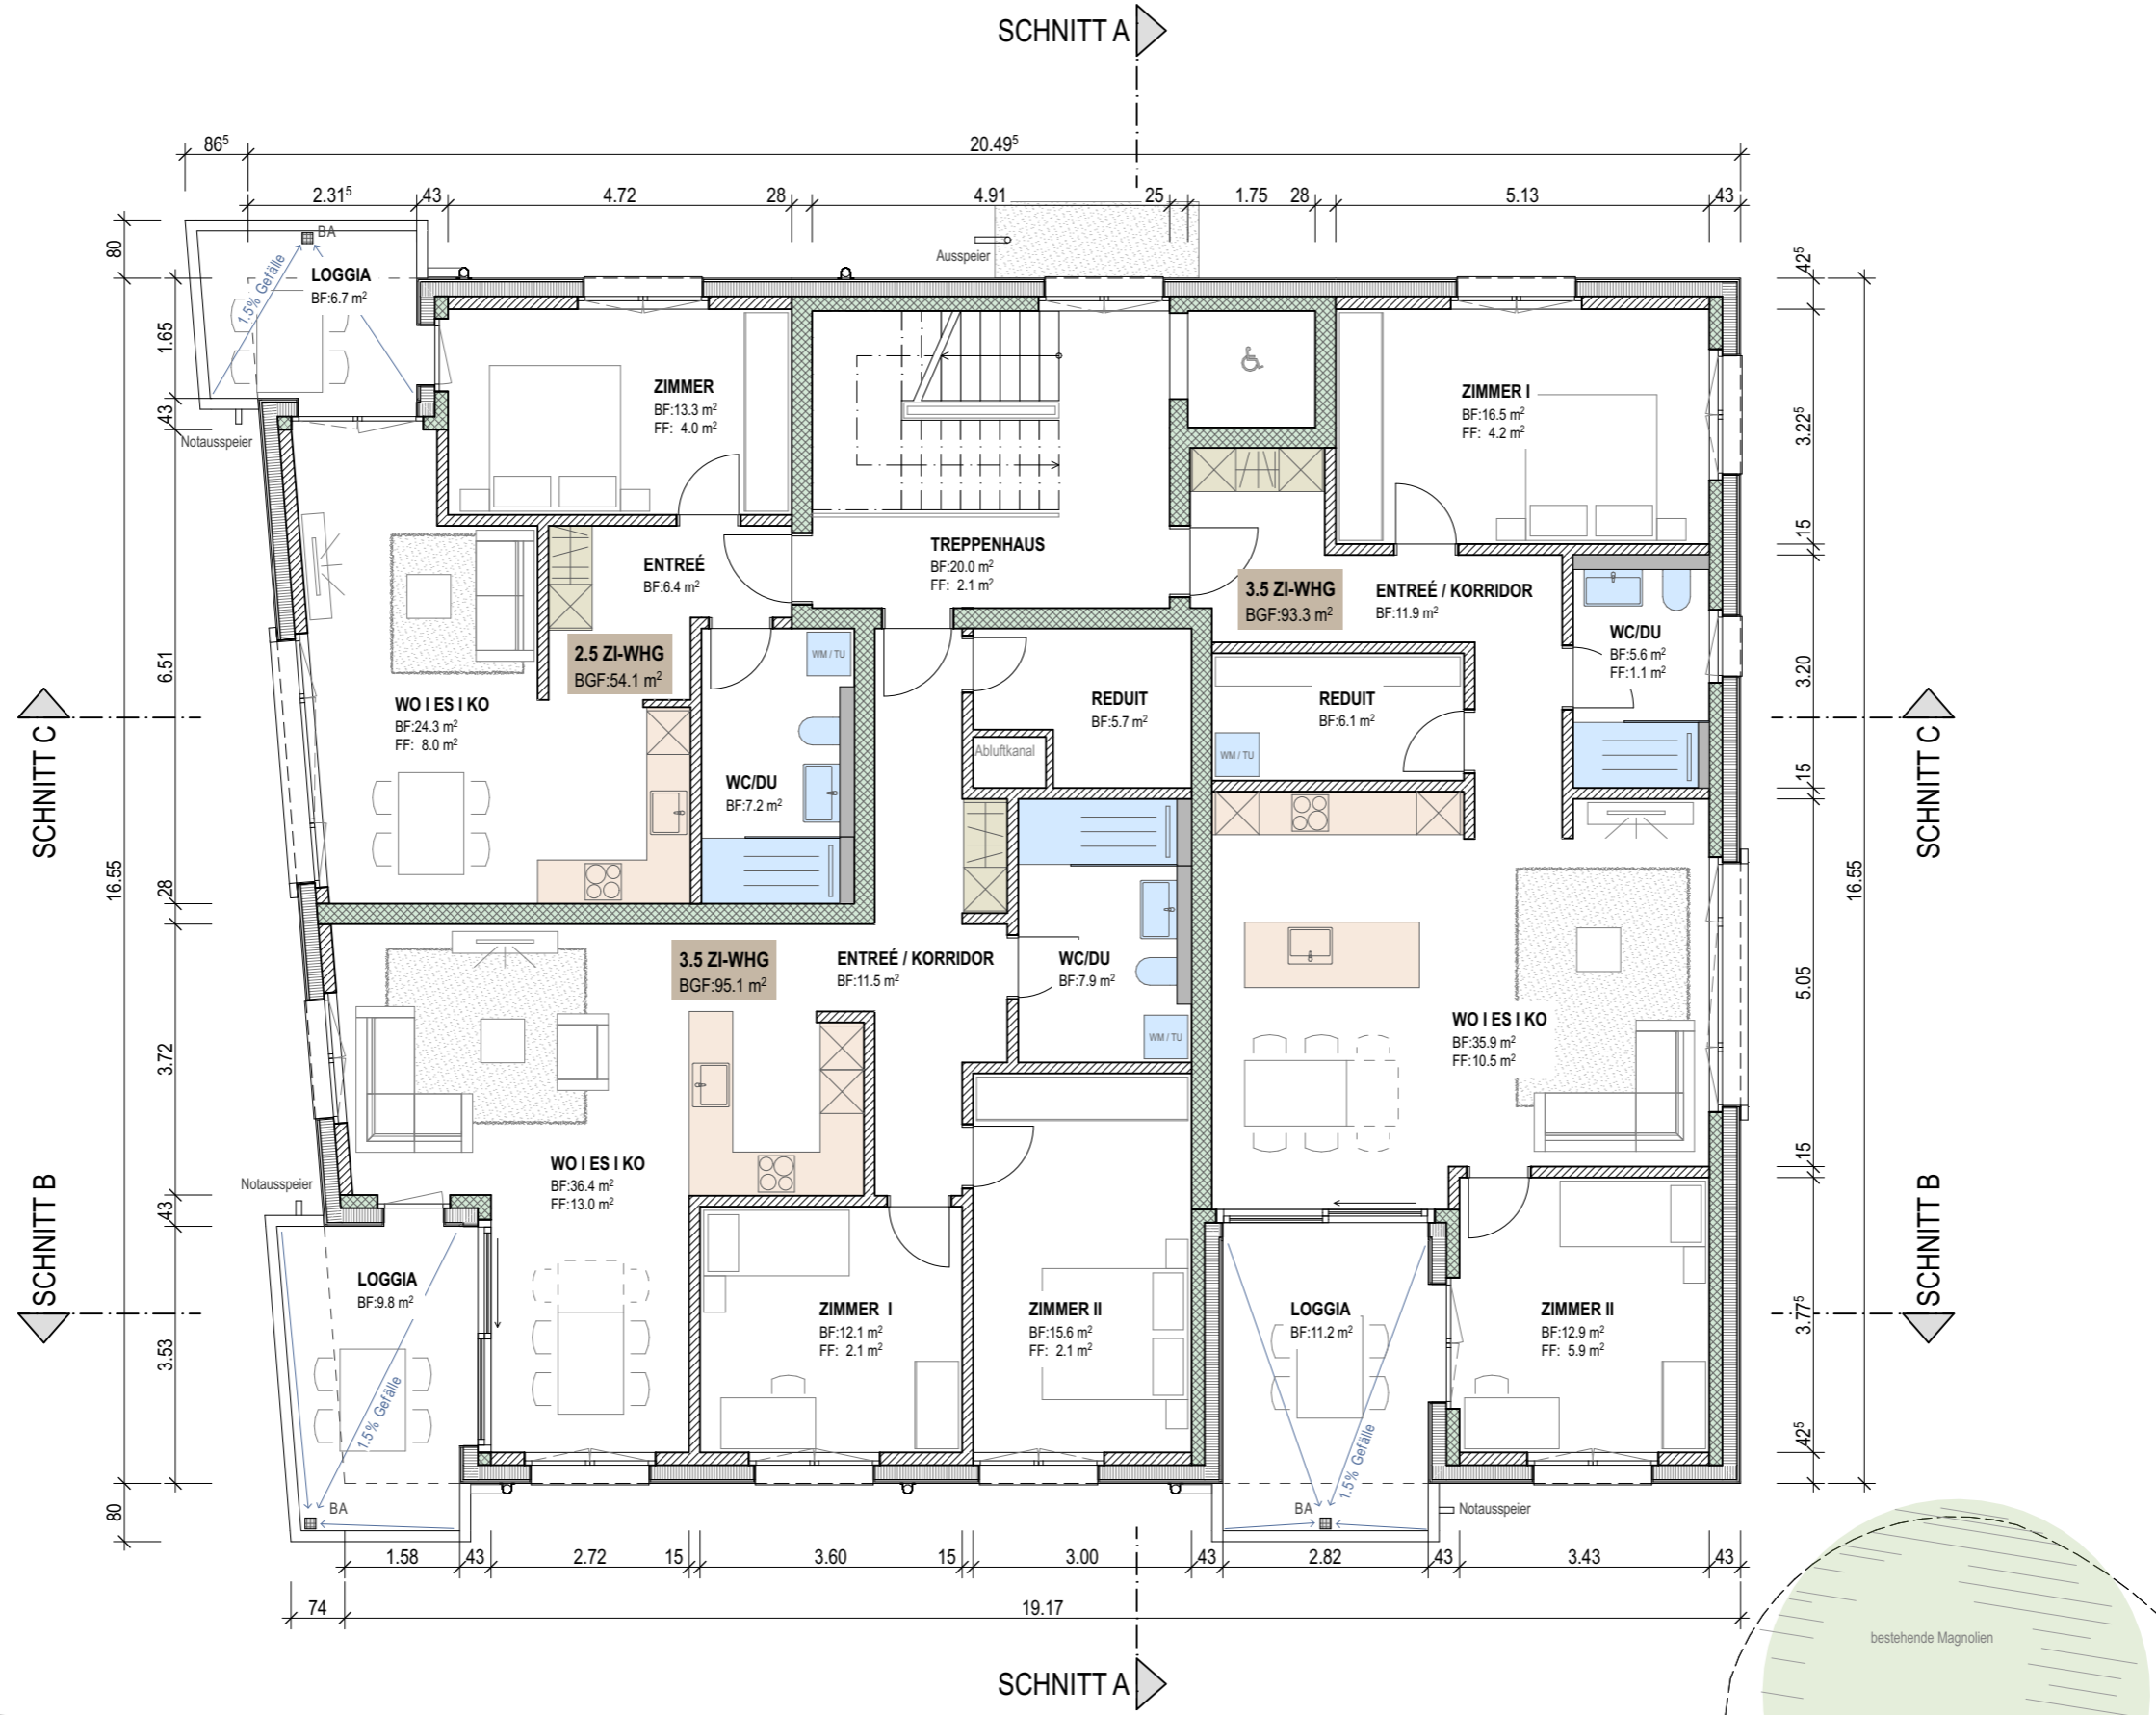 SCHNITT A
86⁵
20.49⁵
2.31⁵
43
4.72
28
4.91
25
1.75
28
5.13
43
80
1.65
43
6.51
28
3.72
43
3.53
80
16.55
42⁵
3.22⁵
15
3.20
15
5.05
15
3.77⁵
42⁵
16.55
BA
1.5% Gefälle
LOGGIA
BF:6.7 m²
Notausspeier
Ausspeier
ZIMMER
BF:13.3 m²
FF: 4.0 m²
ZIMMER I
BF:16.5 m²
FF: 4.2 m²
TREPPENHAUS
BF:20.0 m²
FF: 2.1 m²
ENTREÉ
BF:6.4 m²
3.5 ZI-WHG
BGF:93.3 m²
ENTREÉ / KORRIDOR
BF:11.9 m²
WC/DU
BF:5.6 m²
FF:1.1 m²
2.5 ZI-WHG
BGF:54.1 m²
WM / TU
REDUIT
BF:5.7 m²
REDUIT
BF:6.1 m²
WM / TU
Abluftkanal
WO I ES I KO
BF:24.3 m²
FF: 8.0 m²
WC/DU
BF:7.2 m²
SCHNITT C
SCHNITT C
3.5 ZI-WHG
BGF:95.1 m²
ENTREÉ / KORRIDOR
BF:11.5 m²
WC/DU
BF:7.9 m²
WM / TU
WO I ES I KO
BF:35.9 m²
FF:10.5 m²
WO I ES I KO
BF:36.4 m²
FF:13.0 m²
SCHNITT B
SCHNITT B
Notausspeier
LOGGIA
BF:9.8 m²
1.5% Gefälle
BA
ZIMMER I
BF:12.1 m²
FF: 2.1 m²
ZIMMER II
BF:15.6 m²
FF: 2.1 m²
LOGGIA
BF:11.2 m²
1.5% Gefälle
BA
Notausspeier
ZIMMER II
BF:12.9 m²
FF: 5.9 m²
1.58
43
2.72
15
3.60
15
3.00
43
2.82
43
3.43
43
74
19.17
bestehende Magnolien
SCHNITT A